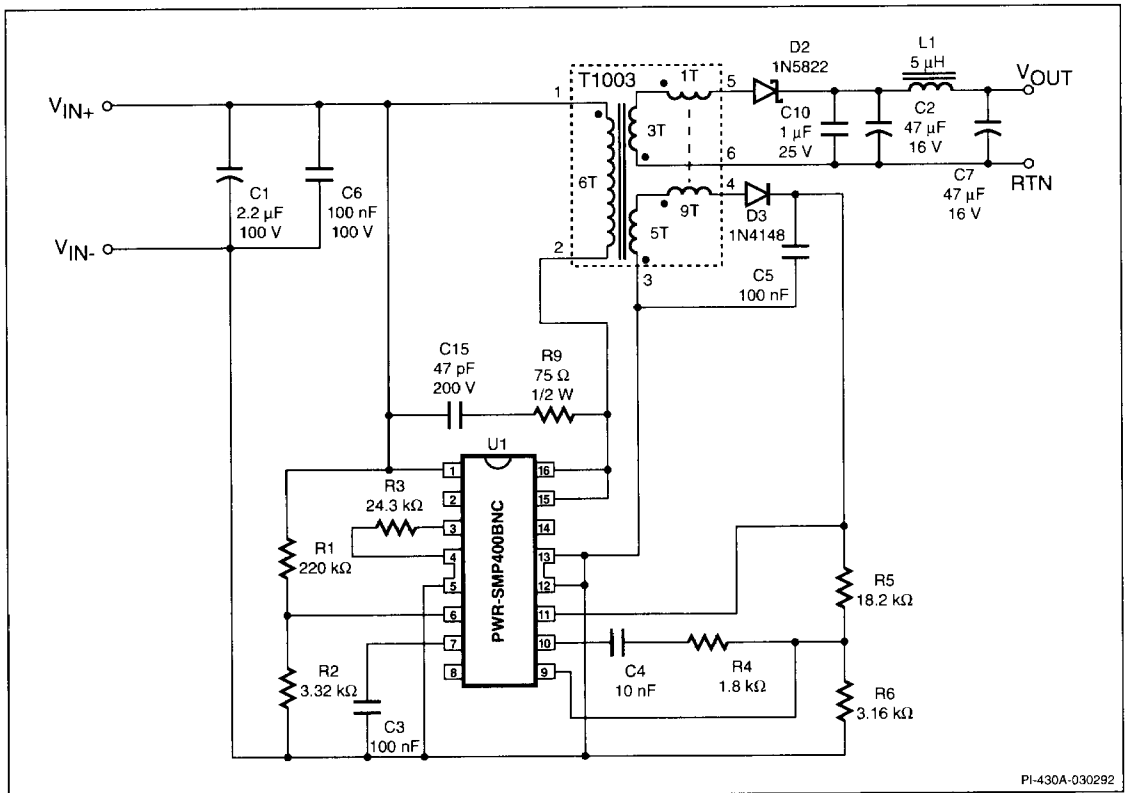 D2
1N5822
L1
5 µH
VOUT
T1003
1T
5
1
VIN+
C10
1 µF
25 V
C2
47 µF
16 V
3T
6
6T
C7
47 µF
16 V
RTN
C1
2.2 µF
100 V
C6
100 nF
100 V
4
9T
5T
D3
1N4148
VIN-
2
3
C5
100 nF
C15
47 pF
200 V
R9
75 Ω
1/2 W
U1
PWR-SMP400BNC
1
2
3
4
5
6
7
8
16
15
14
13
12
11
10
9
R3
24.3 kΩ
R1
220 kΩ
R5
18.2 kΩ
R2
3.32 kΩ
C3
100 nF
C4
10 nF
R4
1.8 kΩ
R6
3.16 kΩ
PI-430A-030292